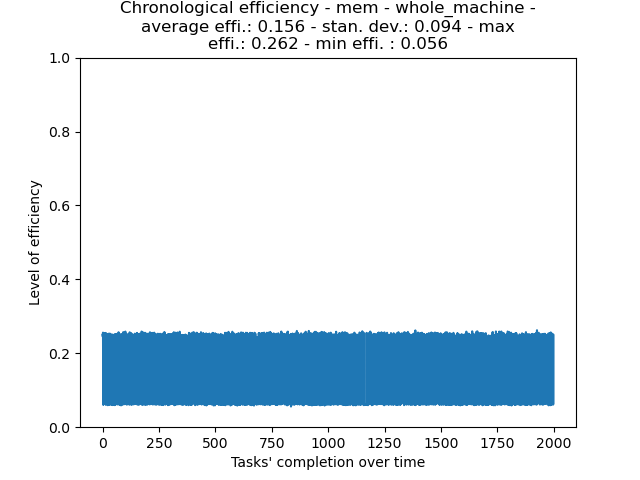 Chronological efficiency - mem - whole_machine -
average effi.: 0.156 - stan. dev.: 0.094 - max
effi.: 0.262 - min effi. : 0.056
1.0
0.8
0.6
0.4
0.2
0.0
Level of efficiency
0 250 500 750 1000 1250 1500 1750 2000
Tasks' completion over time